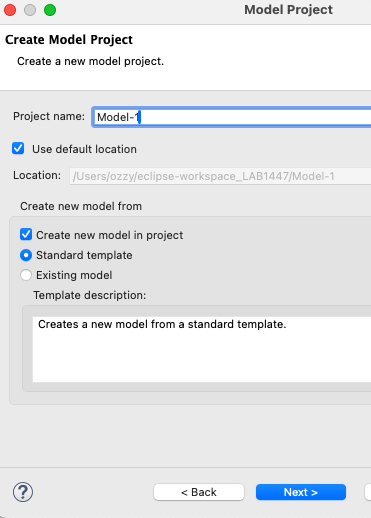 Model Project
Create Model Project
Create a new model project.
Project name: Model-1
Use default location
Location: /Users/ozzy/eclipse-workspace_LAB1447/Model-1
Create new model from
Create new model in project
Standard template
Existing model
Template description:
Creates a new model from a standard template.
? < Back Next >